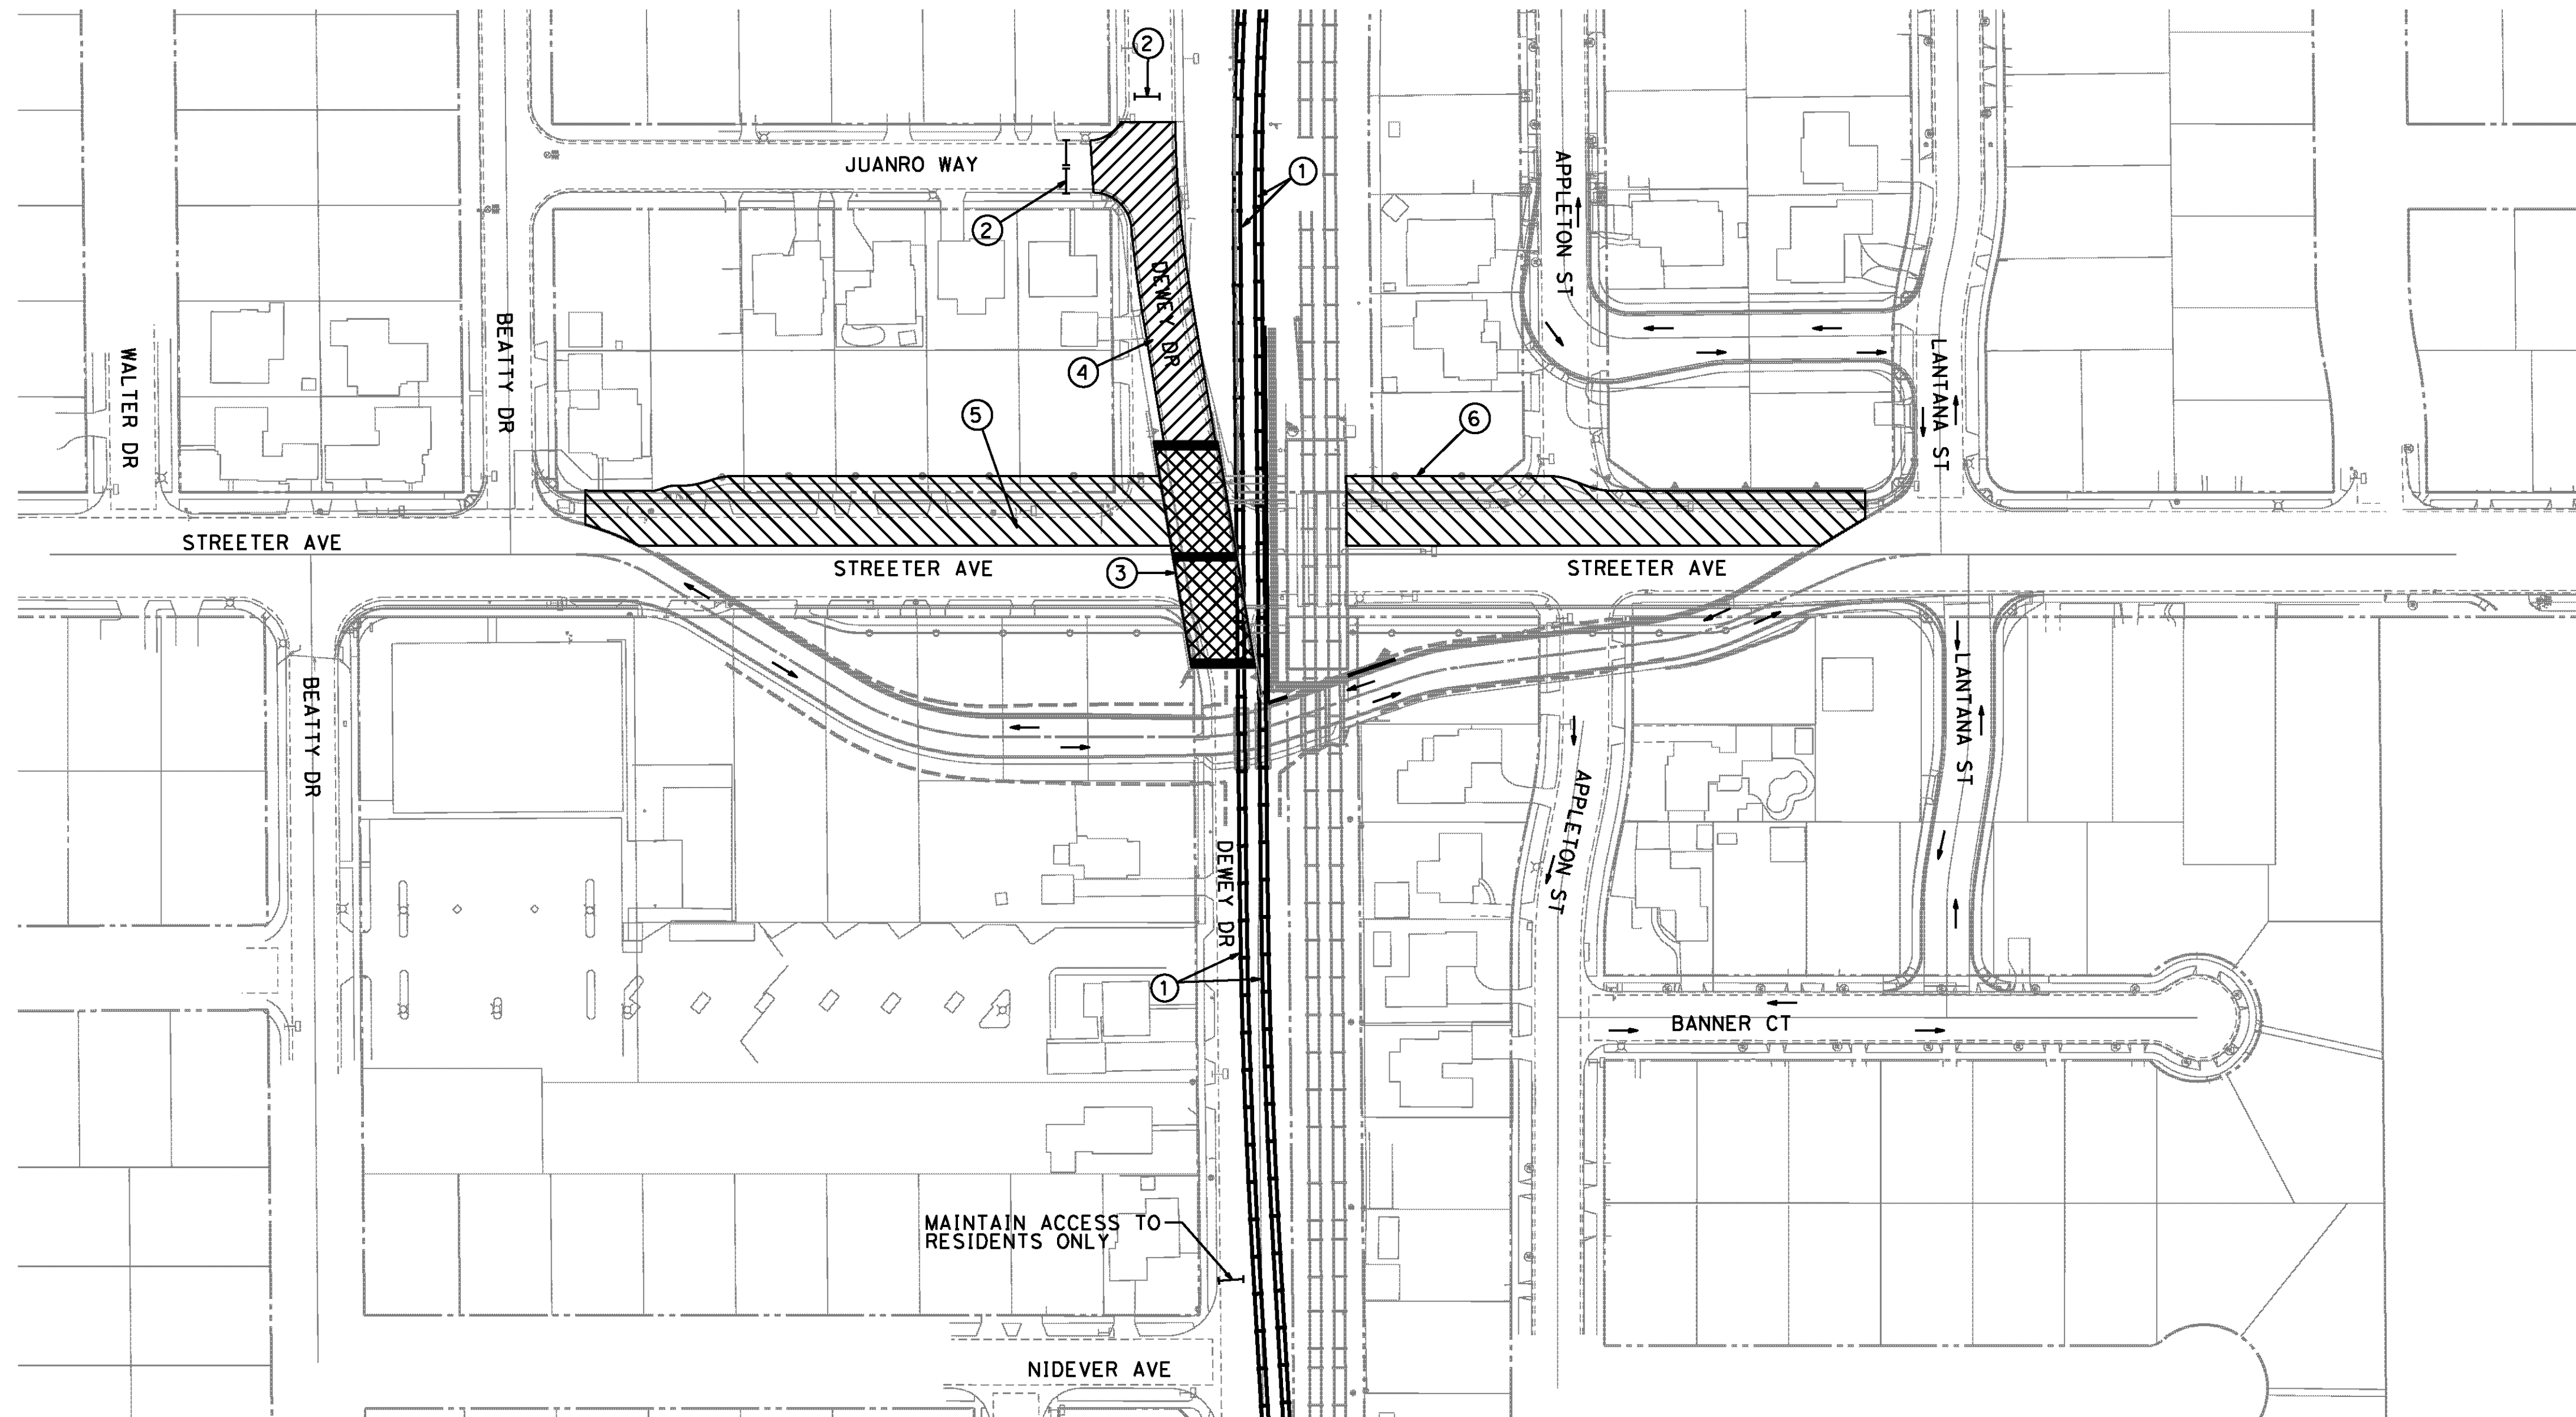 2
JUANRO WAY
1
2
APPLETON ST
DEWEY DR
4
BEATTY DR
WALTER DR
LANTANA ST
5
6
STREETER AVE
STREETER AVE
3
STREETER AVE
BEATTY DR
LANTANA ST
APPLETON ST
DEWEY DR
1
BANNER CT
MAINTAIN ACCESS TO
RESIDENTS ONLY
NIDEVER AVE